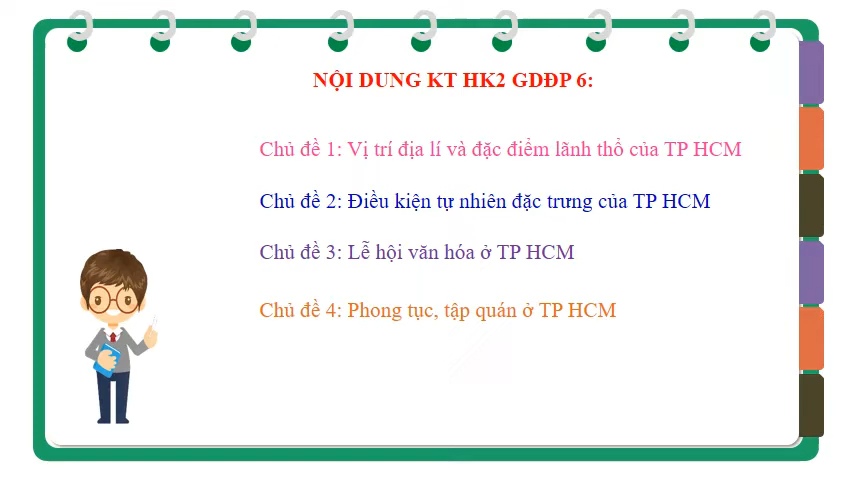 NỘI DUNG KT HK2 GDĐP 6:
Chủ đề 1: Vị trí địa lí và đặc điểm lãnh thổ của TP HCM
Chủ đề 2: Điều kiện tự nhiên đặc trưng của TP HCM
Chủ đề 3: Lễ hội văn hóa ở TP HCM
Chủ đề 4: Phong tục, tập quán ở TP HCM